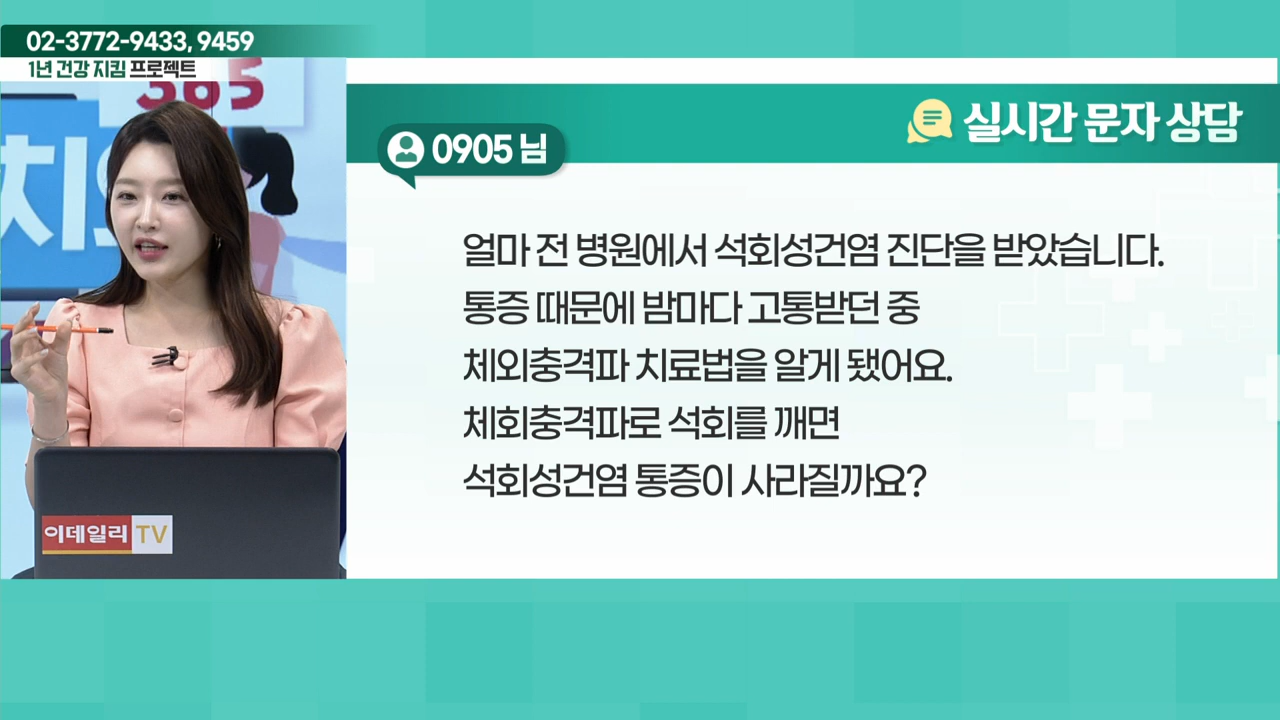 02-3772-9433, 9459
1년 건강 지킴 프로젝트
365
치의
실시간 문자 상담
0905 님
얼마 전 병원에서 석회성건염 진단을 받았습니다.
통증 때문에 밤마다 고통받던 중
체외충격파 치료법을 알게 됐어요.
체회충격파로 석회를 깨면
석회성건염 통증이 사라질까요?
이데일리 TV